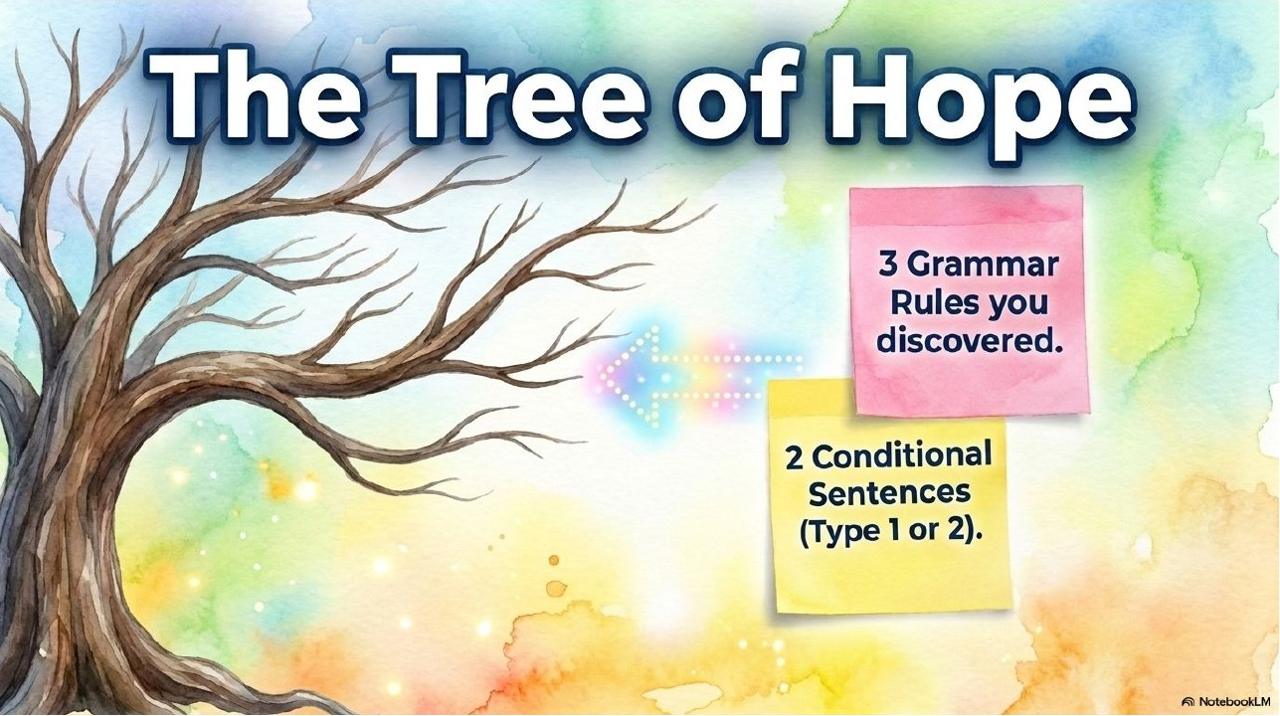 The Tree of Hope
3 Grammar
Rules you
discovered.
2 Conditional
Sentences
(Type 1 or 2).
NotebookLM